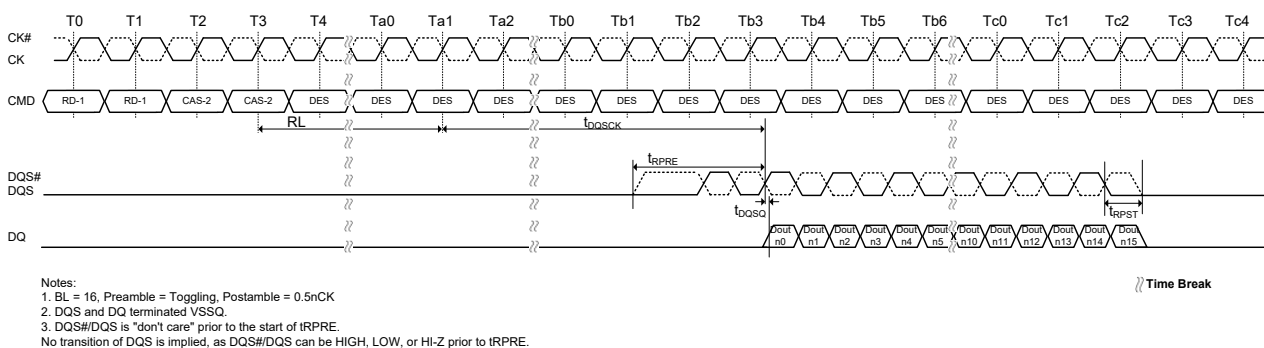 T0 T1 T2 T3 T4 Ta0 Ta1 Ta2 Tb0 Tb1 Tb2 Tb3 Tb4 Tb5 Tb6 Tc0 Tc1 Tc2 Tc3 Tc4
CK#
CK
CMD RD-1 RD-1 CAS-2 CAS-2 DES DES DES DES DES DES DES DES DES DES DES DES DES DES DES DES
RL tDQSCK
tRPRE
DQS#
DQS
tDQSQ tRPST
DQ Dout n0 Dout n1 Dout n2 Dout n3 Dout n4 Dout n5 Dout n10 Dout n11 Dout n12 Dout n13 Dout n14 Dout n15
Notes:
1. BL = 16, Preamble = Toggling, Postamble = 0.5nCK
2. DQS and DQ terminated VSSQ.
3. DQS#/DQS is "don't care" prior to the start of tRPRE.
No transition of DQS is implied, as DQS#/DQS can be HIGH, LOW, or HI-Z prior to tRPRE.
Time Break